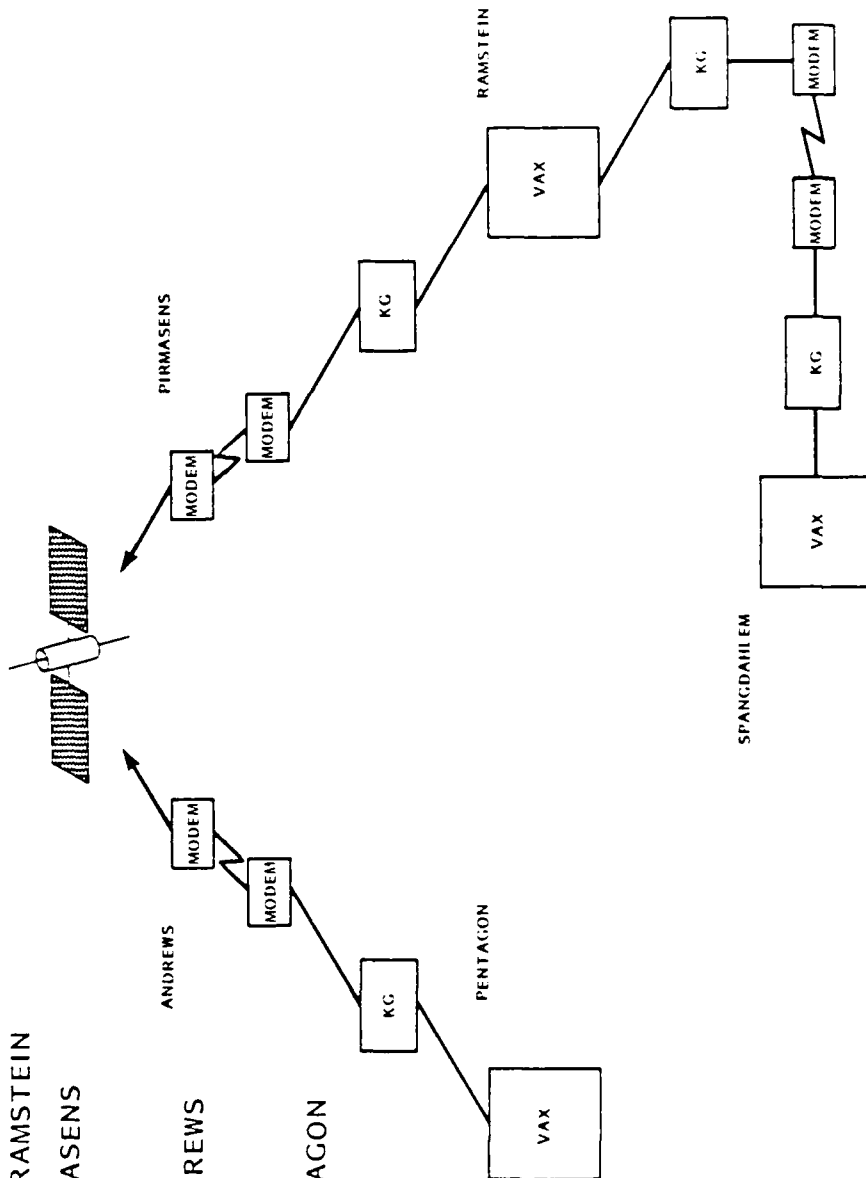 RAMSTEIN
ASENS
REWS
AGON
ANDREWS
MODEM
MODEM
KG
PENTAGON
VAX
PIRMASENS
MODEM
MODEM
KG
RAMSTEIN
VAX
KG
MODEM
MODEM
KG
VAX
SPANGDAHLEM